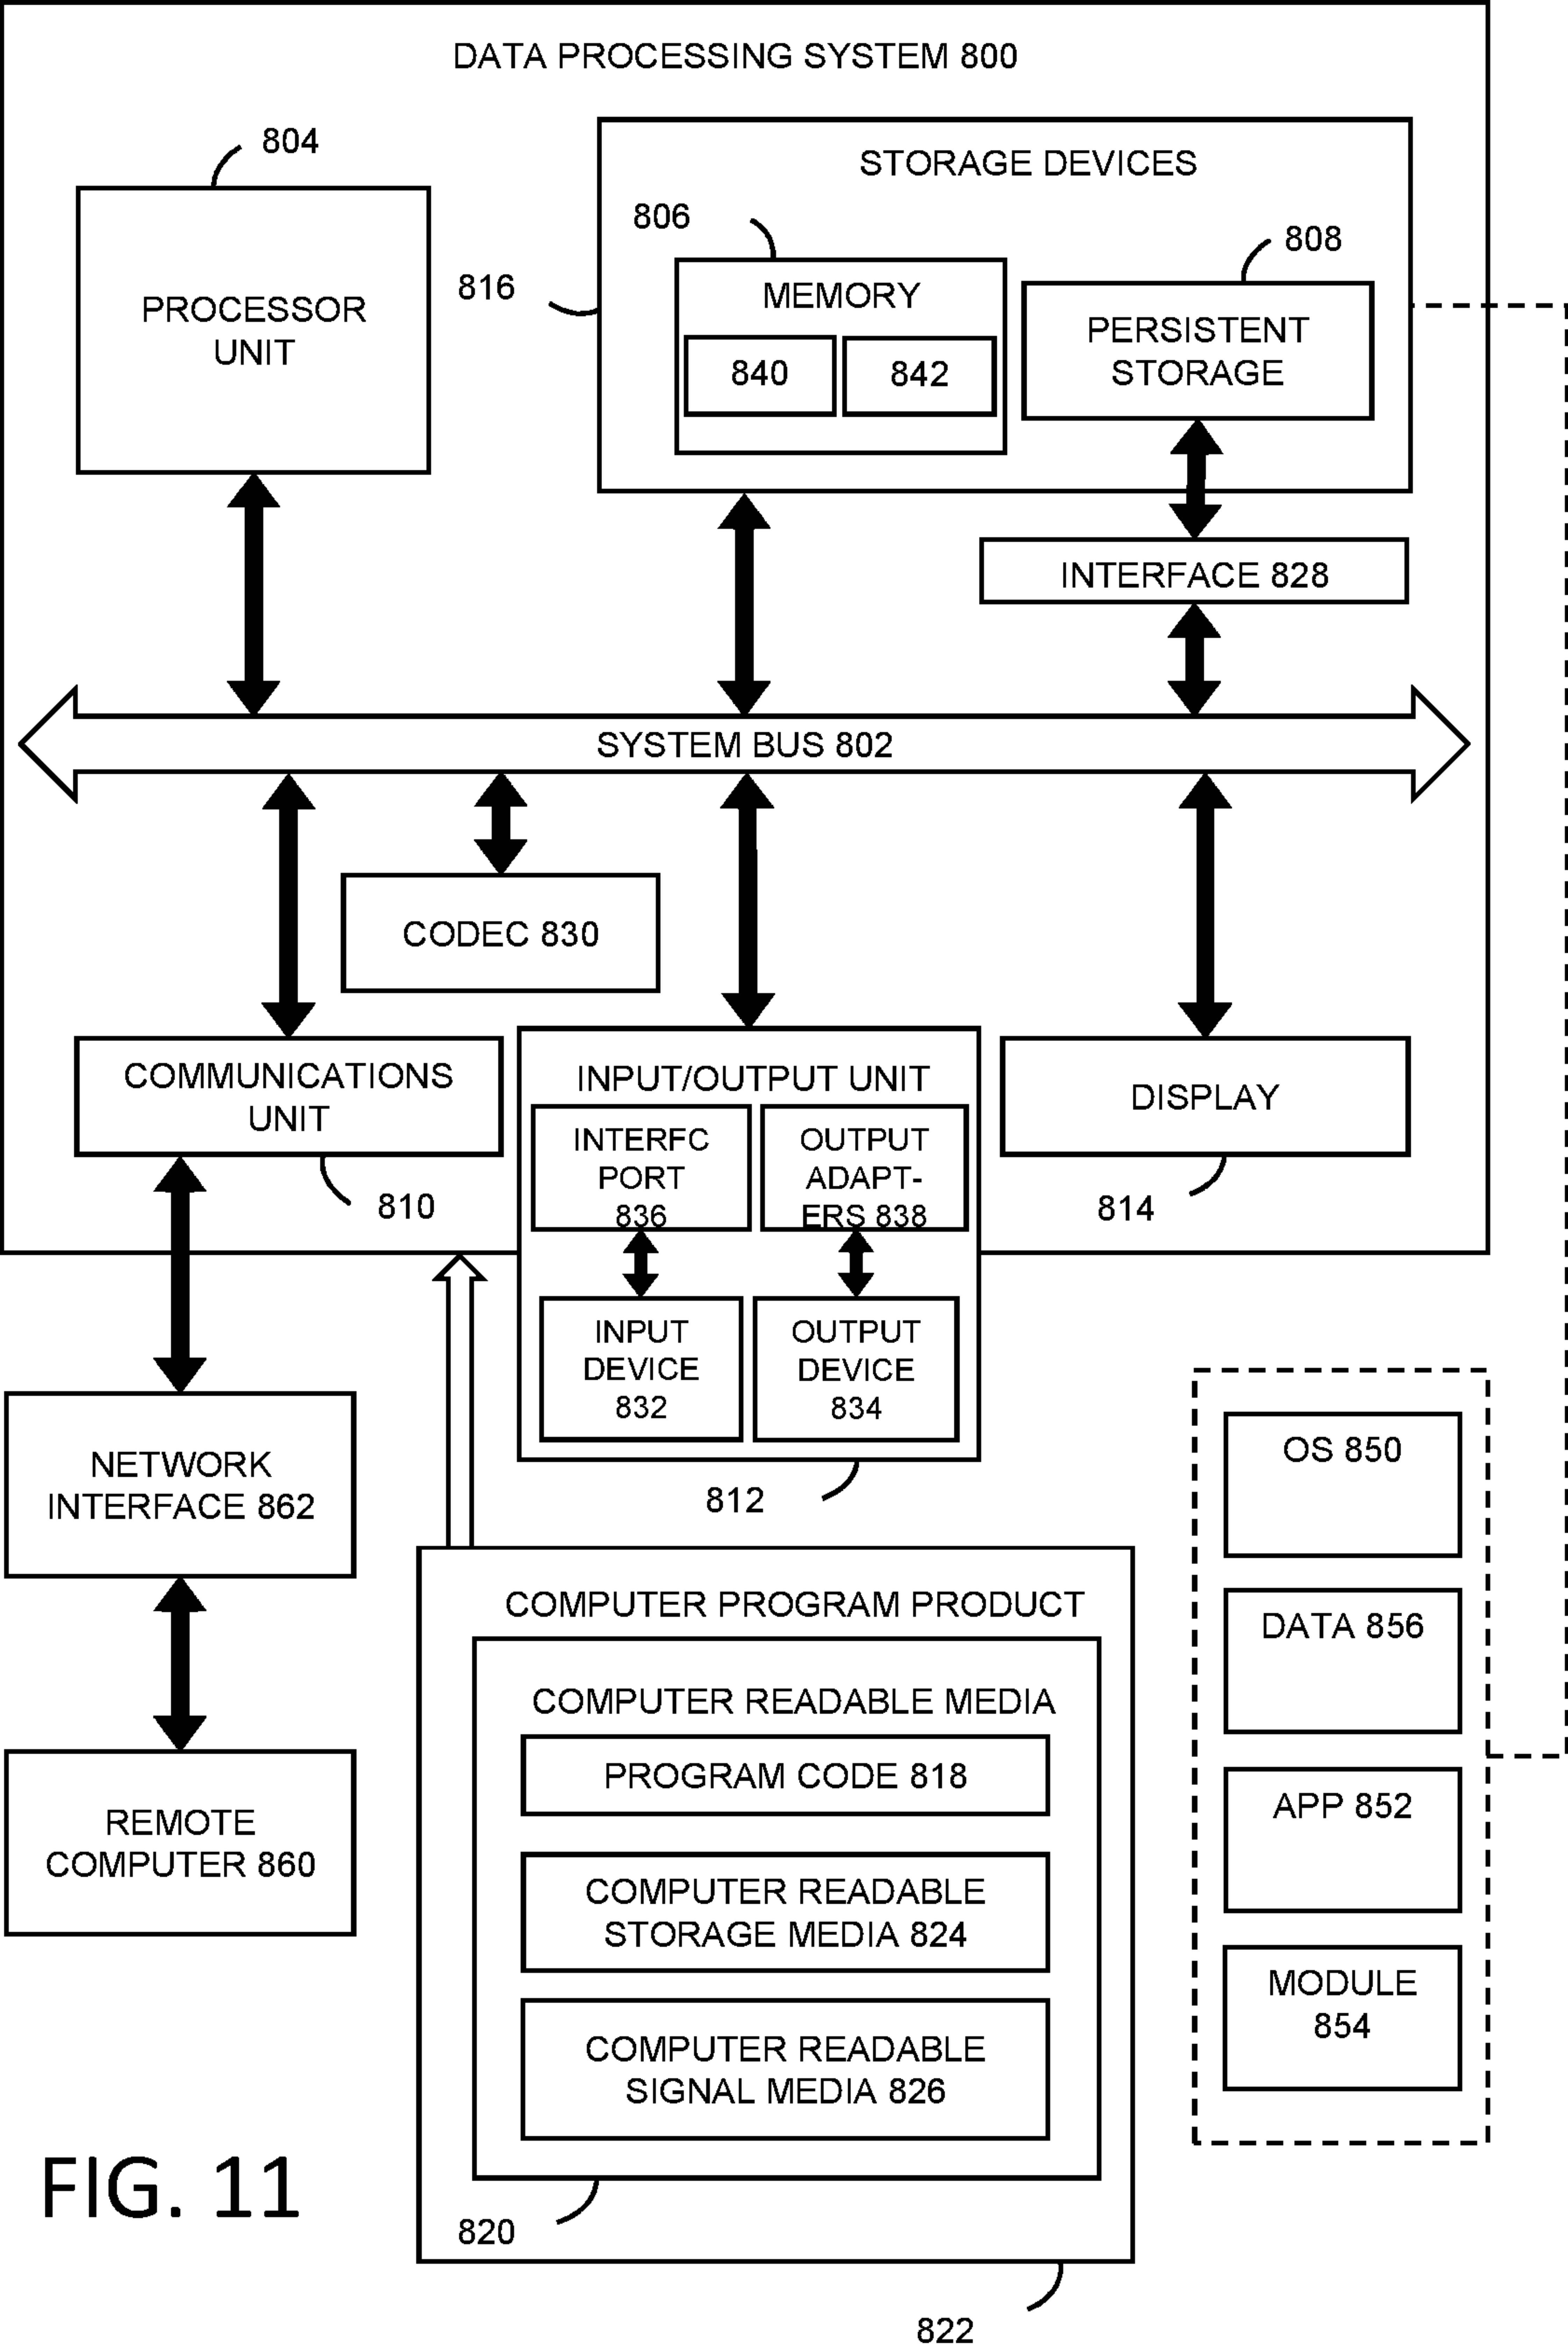 DATA PROCESSING SYSTEM 800
804
STORAGE DEVICES
806
808
816
PROCESSOR
UNIT
MEMORY
840
842
PERSISTENT
STORAGE
INTERFACE 828
SYSTEM BUS 802
CODEC 830
COMMUNICATIONS
UNIT
810
INPUT/OUTPUT UNIT
INTERFC
PORT
836
OUTPUT
ADAPT-
ERS 838
INPUT
DEVICE
832
OUTPUT
DEVICE
834
812
DISPLAY
814
NETWORK
INTERFACE 862
REMOTE
COMPUTER 860
COMPUTER PROGRAM PRODUCT
COMPUTER READABLE MEDIA
PROGRAM CODE 818
COMPUTER READABLE
STORAGE MEDIA 824
COMPUTER READABLE
SIGNAL MEDIA 826
820
822
OS 850
DATA 856
APP 852
MODULE
854
FIG. 11